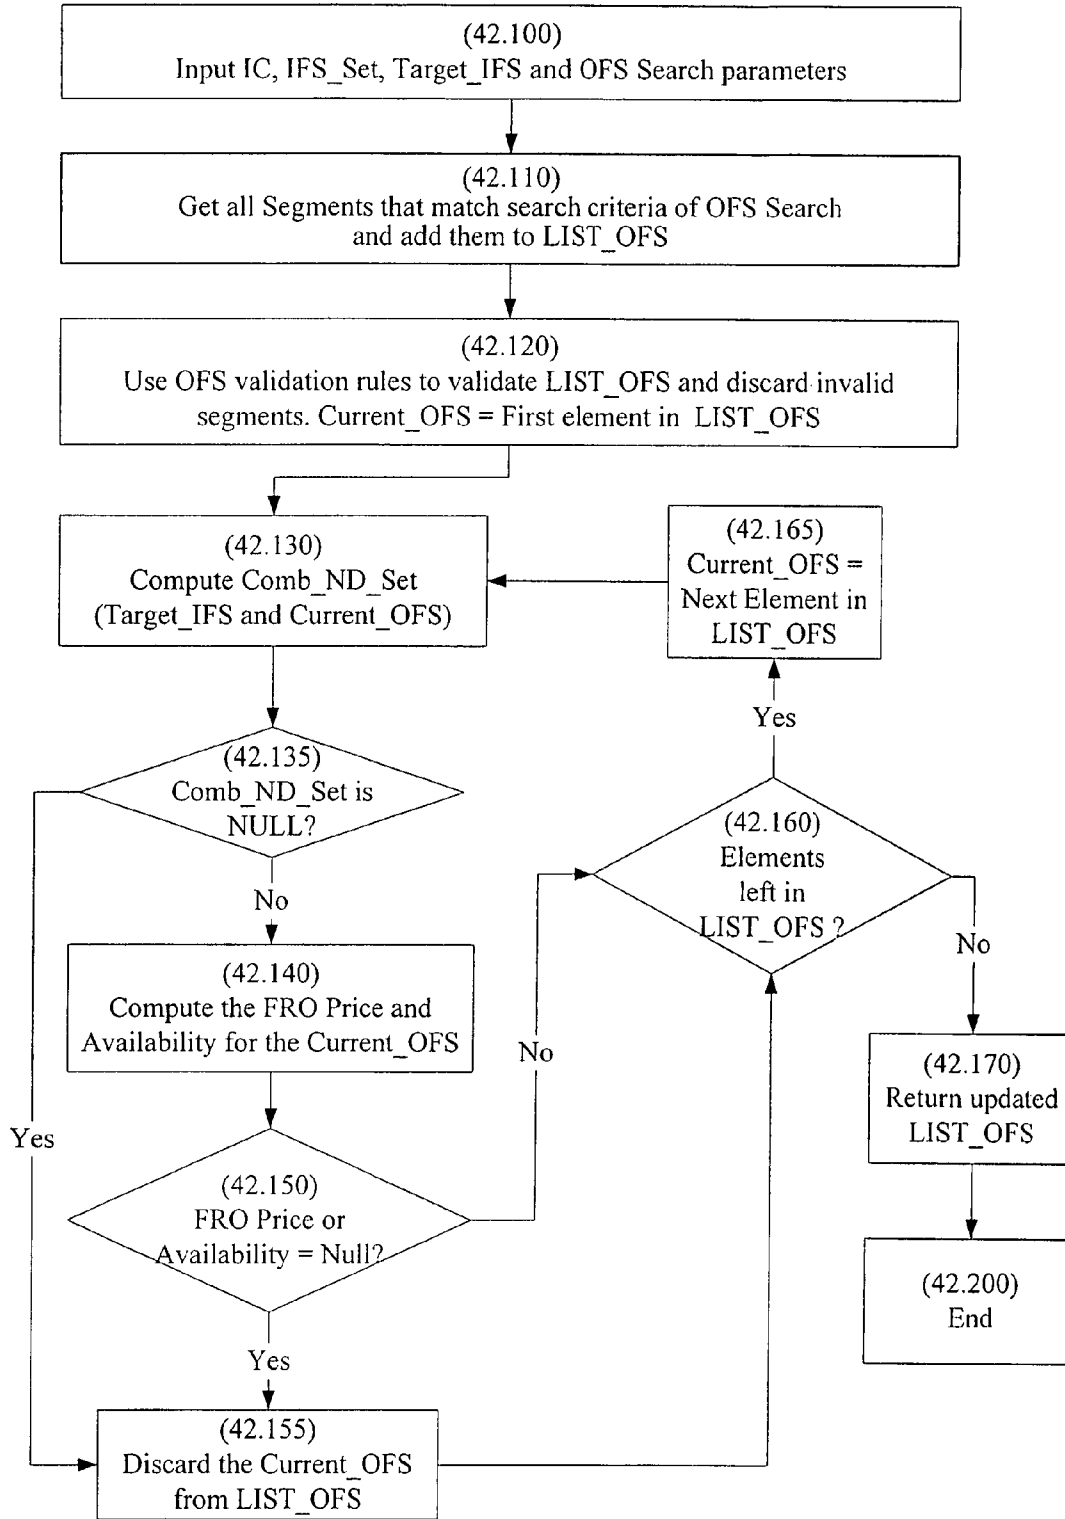 (42.100)
Input IC, IFS_Set, Target_IFS and OFS Search parameters
(42.110)
Get all Segments that match search criteria of OFS Search
and add them to LIST_OFS
(42.120)
Use OFS validation rules to validate LIST_OFS and discard invalid
segments. Current_OFS = First element in LIST_OFS
(42.130)
Compute Comb_ND_Set
(Target_IFS and Current_OFS)
(42.165)
Current_OFS =
Next Element in
LIST_OFS
Yes
(42.135)
Comb_ND_Set is
NULL?
No
(42.160)
Elements
left in
LIST_OFS ?
No
(42.140)
Compute the FRO Price and
Availability for the Current_OFS
No
(42.170)
Return updated
LIST_OFS
Yes
(42.150)
FRO Price or
Availability = Null?
(42.200)
End
Yes
(42.155)
Discard the Current_OFS
from LIST_OFS